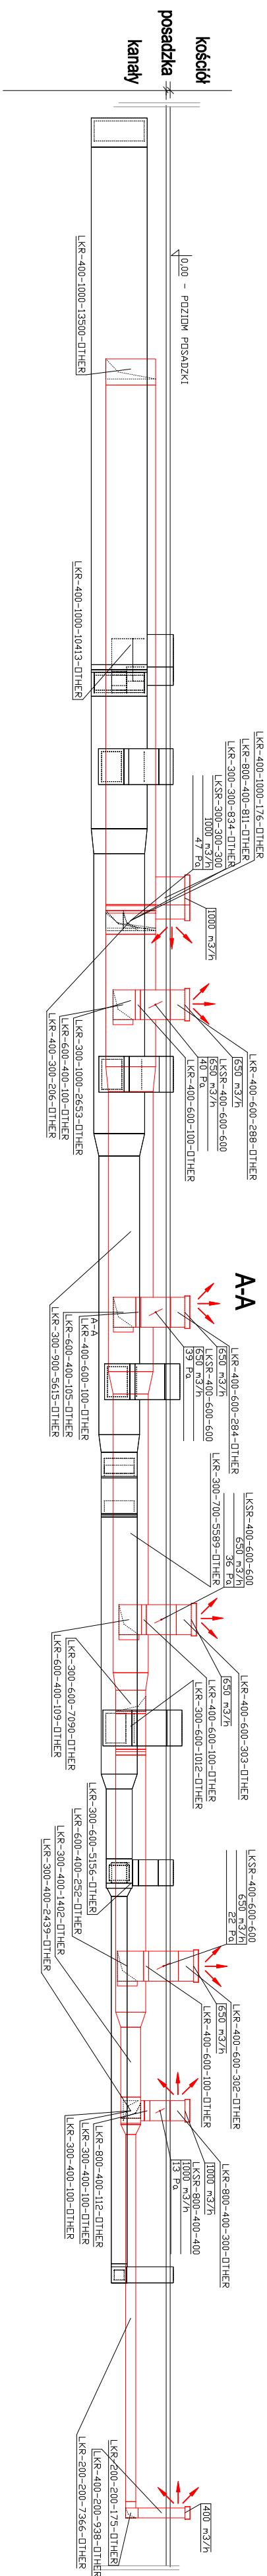 kościół
posadzka
kanały
0,00 - POZIOM POSADZKI
LKR-400-1000-13500-OTHER
LKR-400-1000-10413-OTHER
LKR-400-1000-176-OTHER
LKR-800-400-811-OTHER
LKR-300-300-834-OTHER
LKSR-300-300-300
1000 m3/h
47 Pa
1000 m3/h
LKR-400-300-206-OTHER
LKR-600-400-100-OTHER
LKR-300-1000-2653-OTHER
LKR-400-600-288-OTHER
650 m3/h
LKSR-400-600-600
650 m3/h
40 Pa
LKR-400-600-100-OTHER
A-A
LKR-400-600-284-OTHER
650 m3/h
LKSR-400-600-600
650 m3/h
39 Pa
A-A
LKR-400-600-100-OTHER
LKR-600-400-105-OTHER
LKR-300-900-5615-OTHER
LKR-300-700-5589-OTHER
LKSR-400-600-600
650 m3/h
36 Pa
LKR-400-600-303-OTHER
650 m3/h
LKR-400-600-100-OTHER
LKR-300-600-1012-OTHER
LKR-300-600-7090-OTHER
LKR-600-400-109-OTHER
LKSR-400-600-600
650 m3/h
22 Pa
LKR-400-600-302-OTHER
650 m3/h
LKR-400-600-100-OTHER
LKR-300-600-5156-OTHER
LKR-600-400-252-OTHER
LKR-300-400-1402-OTHER
LKR-300-400-2439-OTHER
LKR-800-400-300-OTHER
1000 m3/h
LKSR-800-400-400
1000 m3/h
13 Pa
LKR-800-400-112-OTHER
LKR-300-400-100-OTHER
LKR-300-400-100-OTHER
400 m3/h
LKR-200-200-175-OTHER
LKR-400-200-938-OTHER
LKR-200-200-7366-OTHER